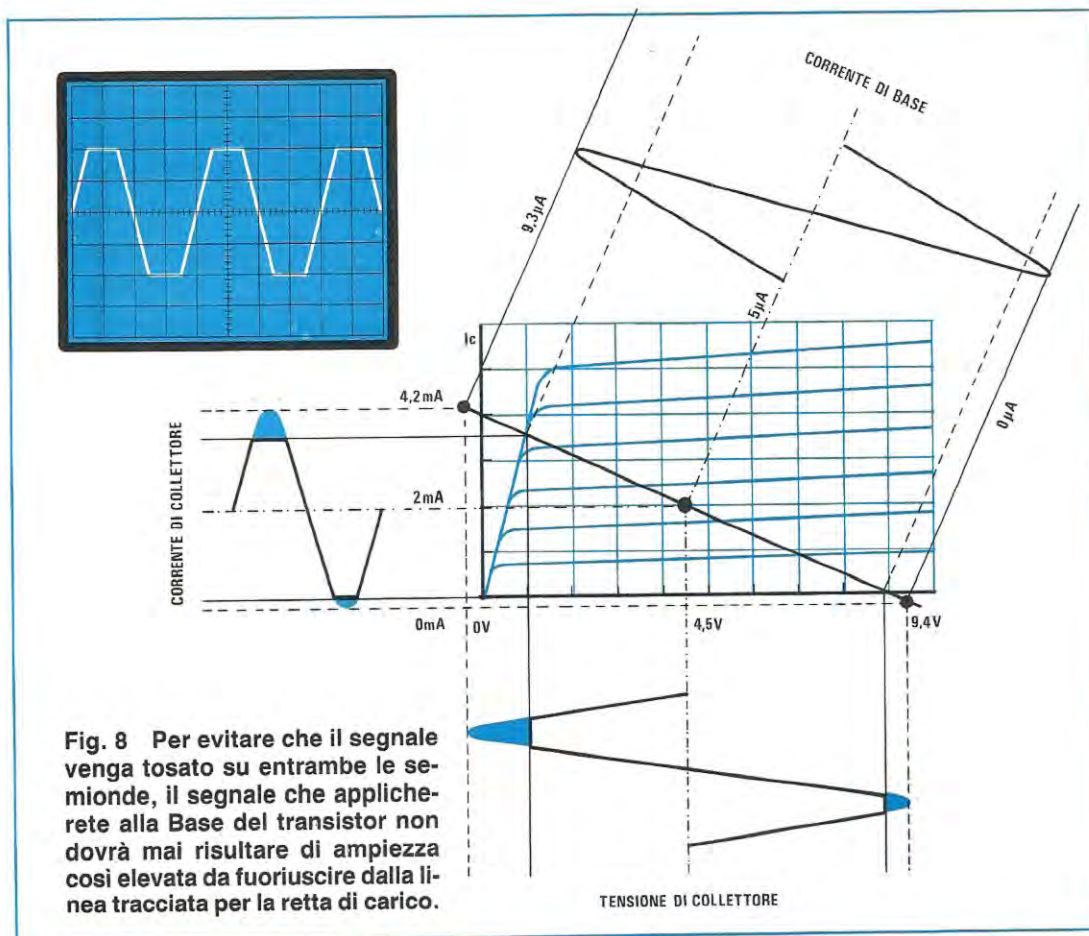 CORRENTE DI BASE
9,3µA
5µA
0µA
Ic
4,2mA
CORRENTE DI COLLETTORE
2mA
0mA
0V
4,5V
9,4V
Fig. 8 Per evitare che il segnale
venga tosato su entrambe le se-
mionde, il segnale che appliche-
rete alla Base del transistor non
dovrà mai risultare di ampiezza
così elevata da fuoriuscire dalla li-
nea tracciata per la retta di carico.
TENSIONE DI COLLETTORE